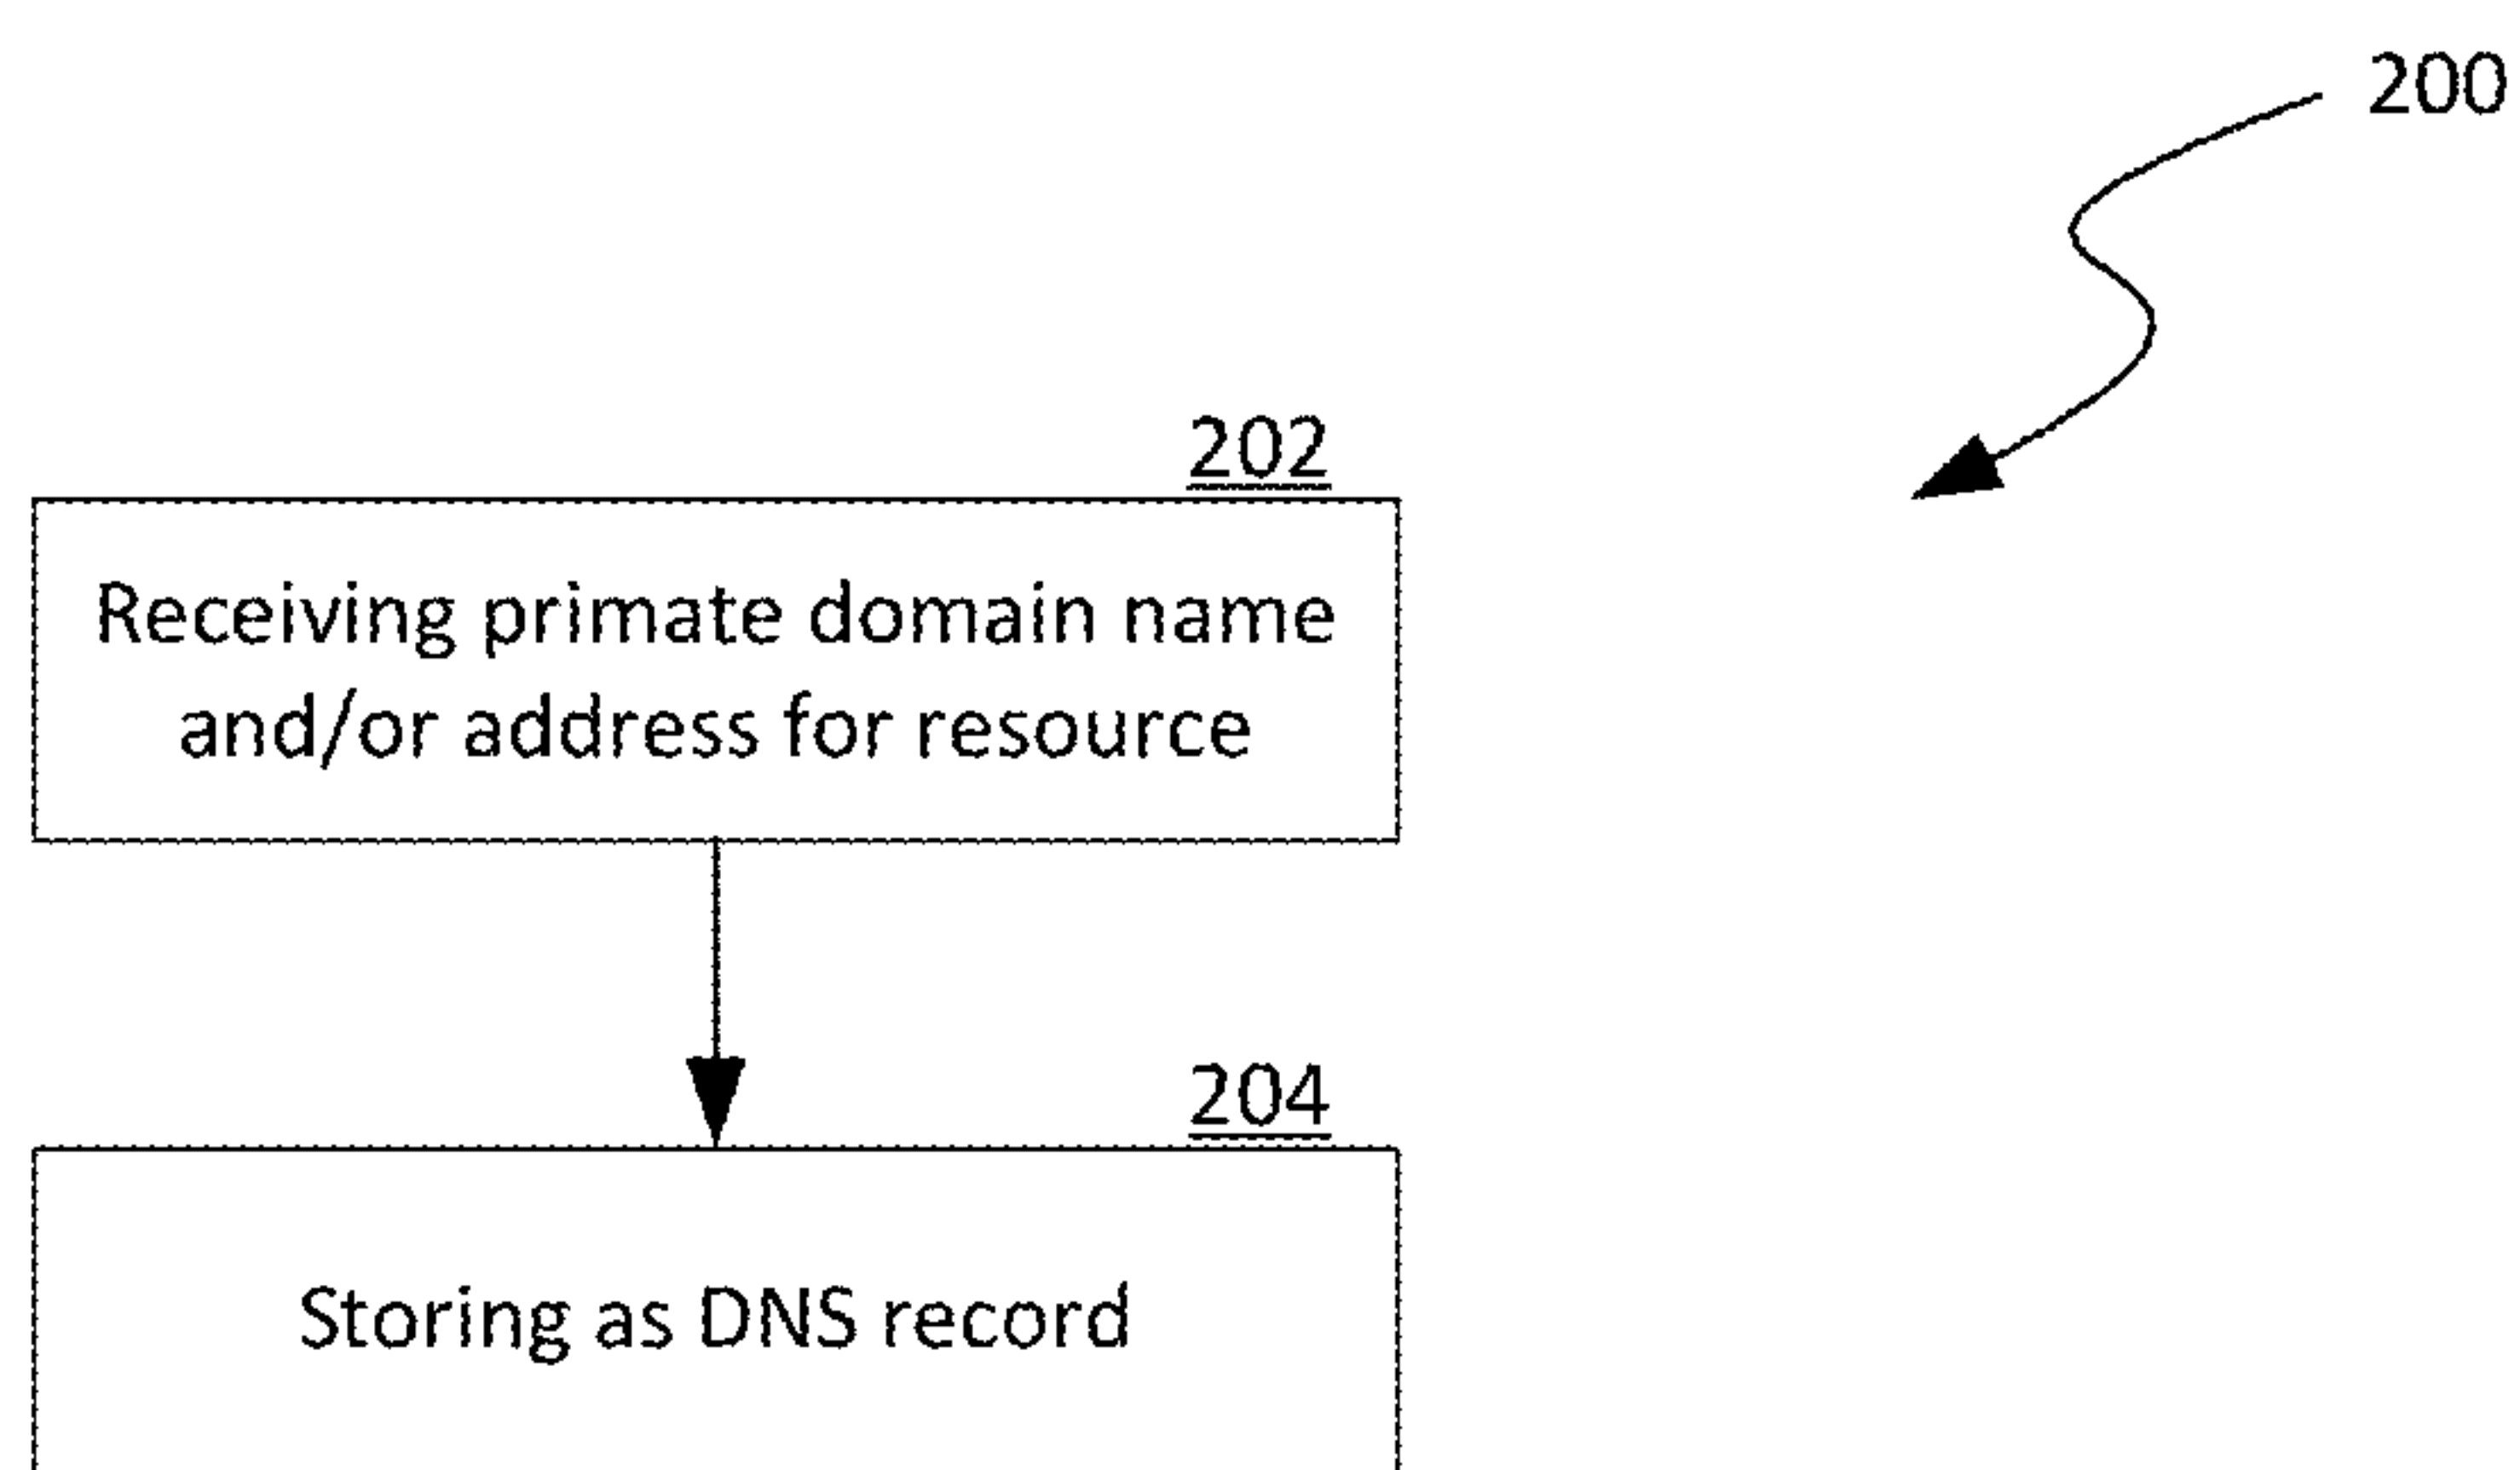 200
202
Receiving primate domain name
and/or address for resource
204
Storing as DNS record